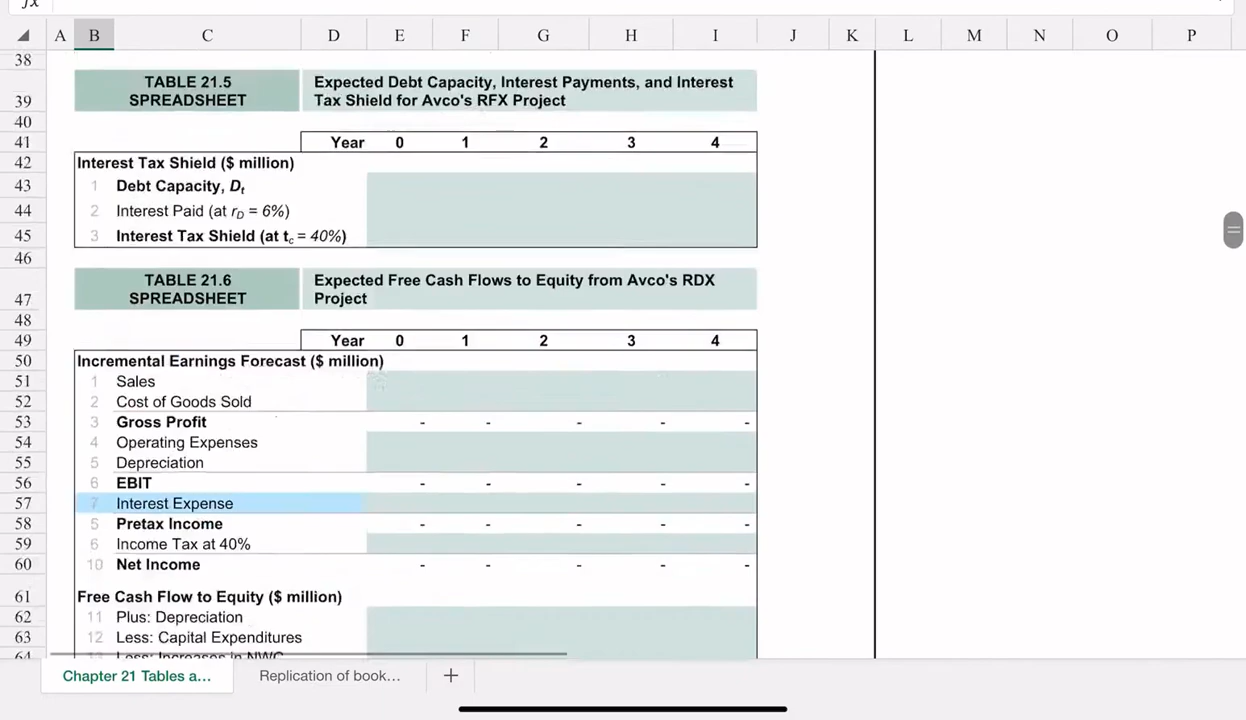 A B C D E F G H I J K L M N O P
38
TABLE 21.5 Expected Debt Capacity, Interest Payments, and Interest
39 SPREADSHEET Tax Shield for Avco's RFX Project
40
41 Year 0 1 2 3 4
42 Interest Tax Shield ($ million)
43 1 Debt Capacity, Dt
44 2 Interest Paid (at rD = 6%)
45 3 Interest Tax Shield (at tc = 40%)
46
TABLE 21.6 Expected Free Cash Flows to Equity from Avco's RDX
47 SPREADSHEET Project
48
49 Year 0 1 2 3 4
50 Incremental Earnings Forecast ($ million)
51 1 Sales
52 2 Cost of Goods Sold
53 3 Gross Profit - - - - -
54 4 Operating Expenses
55 5 Depreciation
56 6 EBIT - - - - -
57 7 Interest Expense
58 5 Pretax Income - - - - -
59 6 Income Tax at 40%
60 10 Net Income - - - - -
61 Free Cash Flow to Equity ($ million)
62 11 Plus: Depreciation
63 12 Less: Capital Expenditures
64 13 Less: Increases in NWC
Chapter 21 Tables a... Replication of book... +